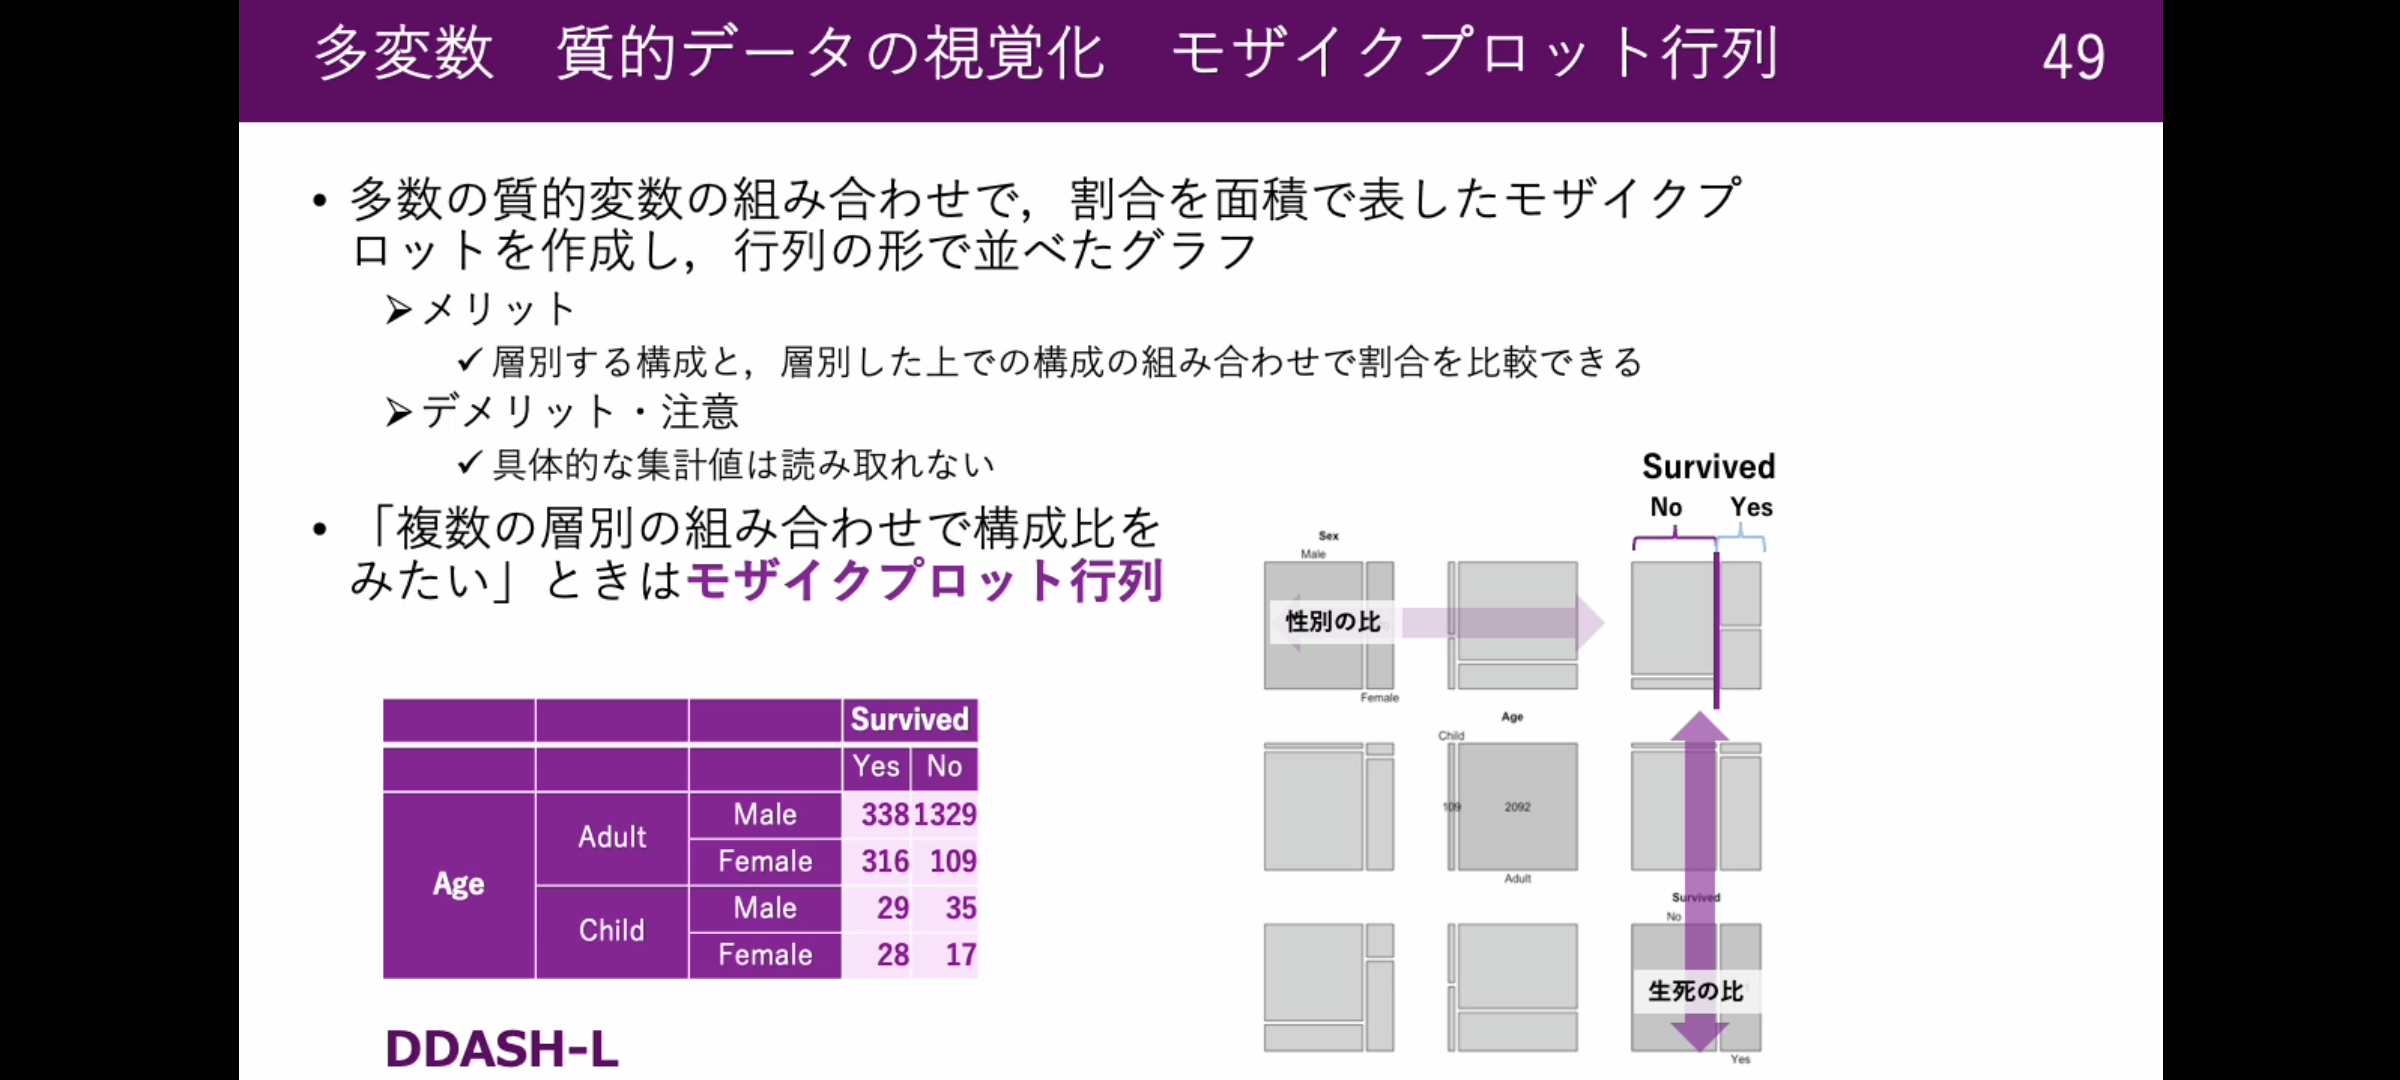 多変数　質的データの視覚化　モザイクプロット行列
49
• 多数の質的変数の組み合わせで，割合を面積で表したモザイクプ
ロットを作成し，行列の形で並べたグラフ
➢メリット
✓層別する構成と，層別した上での構成の組み合わせで割合を比較できる
➢デメリット・注意
✓具体的な集計値は読み取れない
• 「複数の層別の組み合わせで構成比を
みたい」ときはモザイクプロット行列
Survived
Yes No
Age Adult Male 338 1329
Female 316 109
Child Male 29 35
Female 28 17
DDASH-L
Survived
No Yes
Sex
Male
性別の比
Female
Age
Child
109 2092
Adult
Survived
No
生死の比
Yes